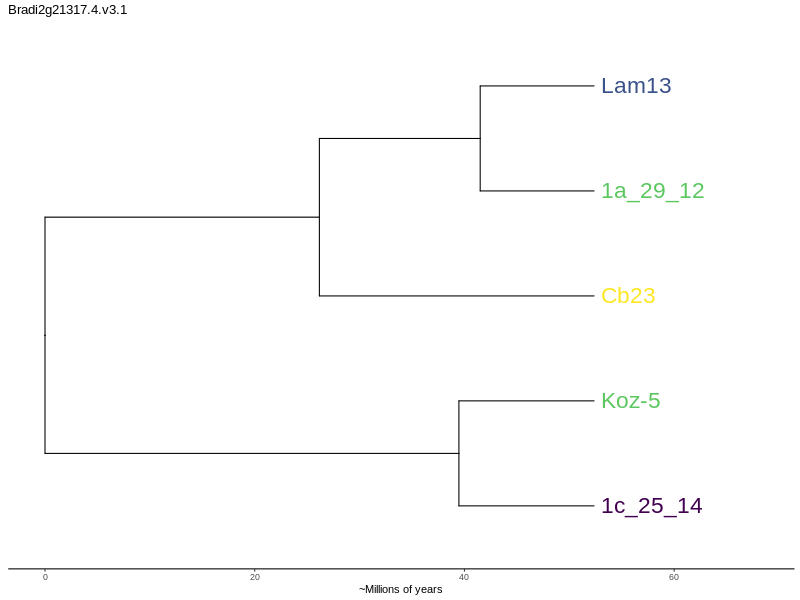 Bradi2g21317.4.v3.1
Lam13
1a_29_12
Cb23
Koz-5
1c_25_14
0 20 40 60
~Millions of years